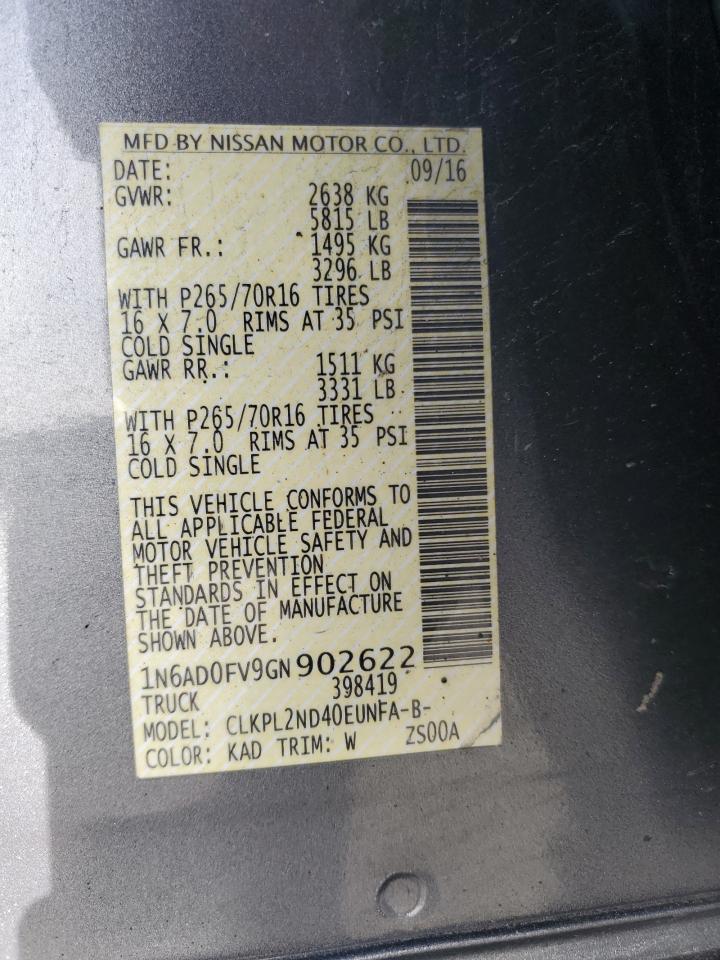 MFD BY NISSAN MOTOR CO., LTD.
DATE: 09/16
GVWR: 2638 KG
5815 LB
GAWR FR.: 1495 KG
3296 LB
WITH P265/70R16 TIRES
16 X 7.0 RIMS AT 35 PSI
COLD SINGLE
GAWR RR.: 1511 KG
3331 LB
WITH P265/70R16 TIRES
16 X 7.0 RIMS AT 35 PSI
COLD SINGLE
THIS VEHICLE CONFORMS TO
ALL APPLICABLE FEDERAL
MOTOR VEHICLE SAFETY AND
THEFT PREVENTION
STANDARDS IN EFFECT ON
THE DATE OF MANUFACTURE
SHOWN ABOVE.
1N6AD0FV9GN902622
TRUCK 398419
MODEL: CLKPL2ND40EUNFA-B-
COLOR: KAD TRIM: W ZS00A